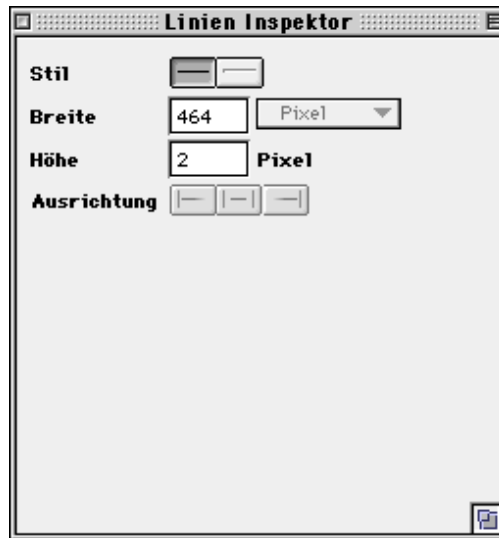 Linien Inspektor
Stil
Breite 464 Pixel
Höhe 2 Pixel
Ausrichtung